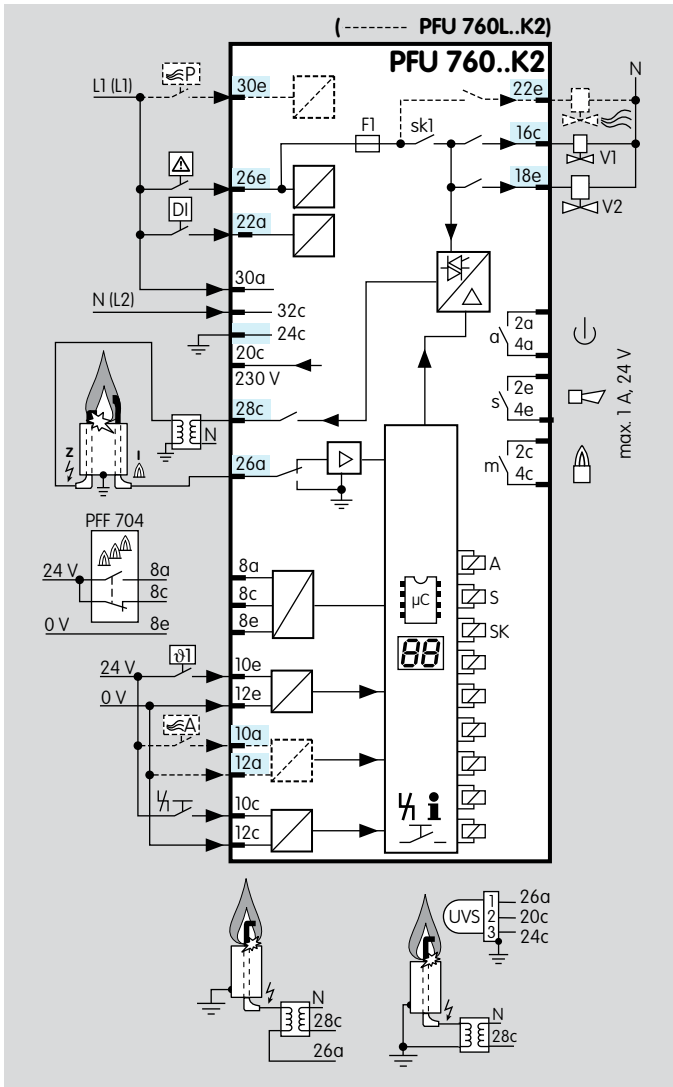 ( ------- PFU 760L..K2)
PFU 760..K2
L1 (L1)
P
30e
22e
N
F1
sk1
16c
V1
26e
18e
V2
DI
22a
30a
N (L2)
32c
24c
20c
230 V
2a
a
4a
2e
s
4e
2c
m
4c
max. 1 A, 24 V
28c
N
z
I
26a
PFF 704
24 V
8a
8c
0 V
8e
8a
8c
8e
µC
88
A
S
SK
ϑ1
24 V
10e
0 V
12e
A
10a
12a
10c
12c
i
N
28c
26a
UVS
1
2
3
26a
20c
24c
N
28c